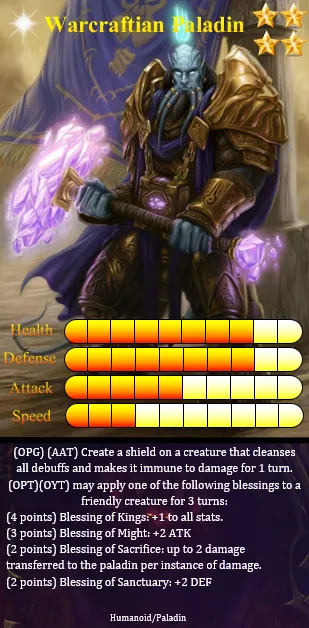 Warcraftian Paladin
Health
Defense
Attack
Speed
(OPG) (AAT) Create a shield on a creature that cleanses
all debuffs and makes it immune to damage for 1 turn.
(OPT)(OYT) may apply one of the following blessings to a
friendly creature for 3 turns:
(4 points) Blessing of Kings: +1 to all stats.
(3 points) Blessing of Might: +2 ATK
(2 points) Blessing of Sacrifice: up to 2 damage
transferred to the paladin per instance of damage.
(2 points) Blessing of Sanctuary: +2 DEF
Humanoid/Paladin